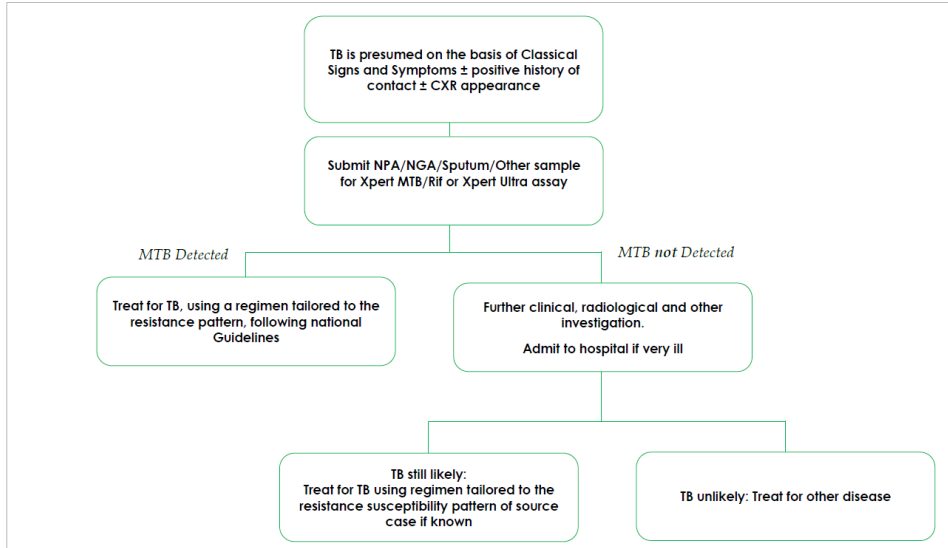 TB is presumed on the basis of Classical
Signs and Symptoms ± positive history of
contact ± CXR appearance
Submit NPA/NGA/Sputum/Other sample
for Xpert MTB/Rif or Xpert Ultra assay
MTB Detected
MTB not Detected
Treat for TB, using a regimen tailored to the
resistance pattern, following national
Guidelines
Further clinical, radiological and other
investigation.
Admit to hospital if very ill
TB still likely:
Treat for TB using regimen tailored to the
resistance susceptibility pattern of source
case if known
TB unlikely: Treat for other disease